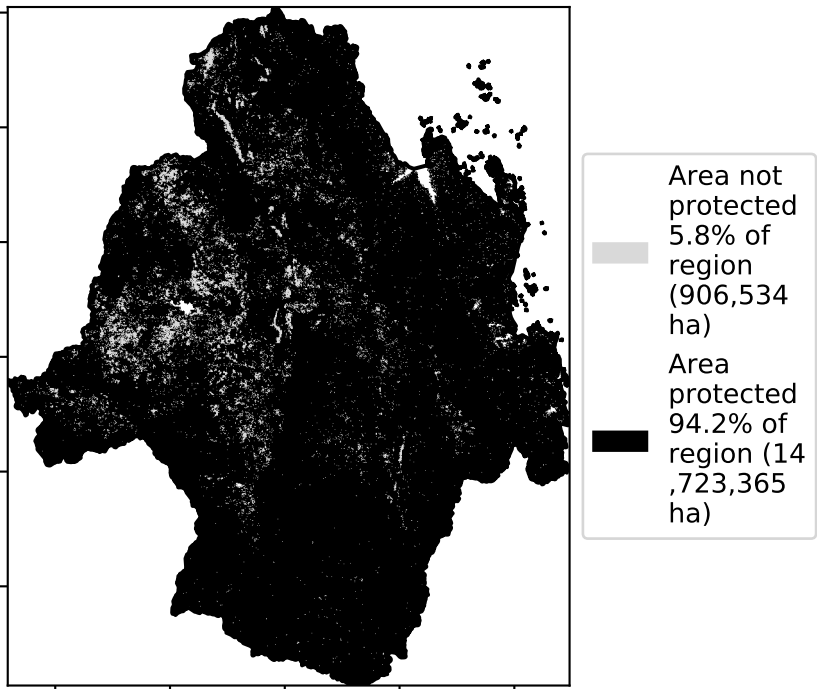 Area not
protected
5.8% of
region
(906,534
ha)
Area
protected
94.2% of
region (14
,723,365
ha)